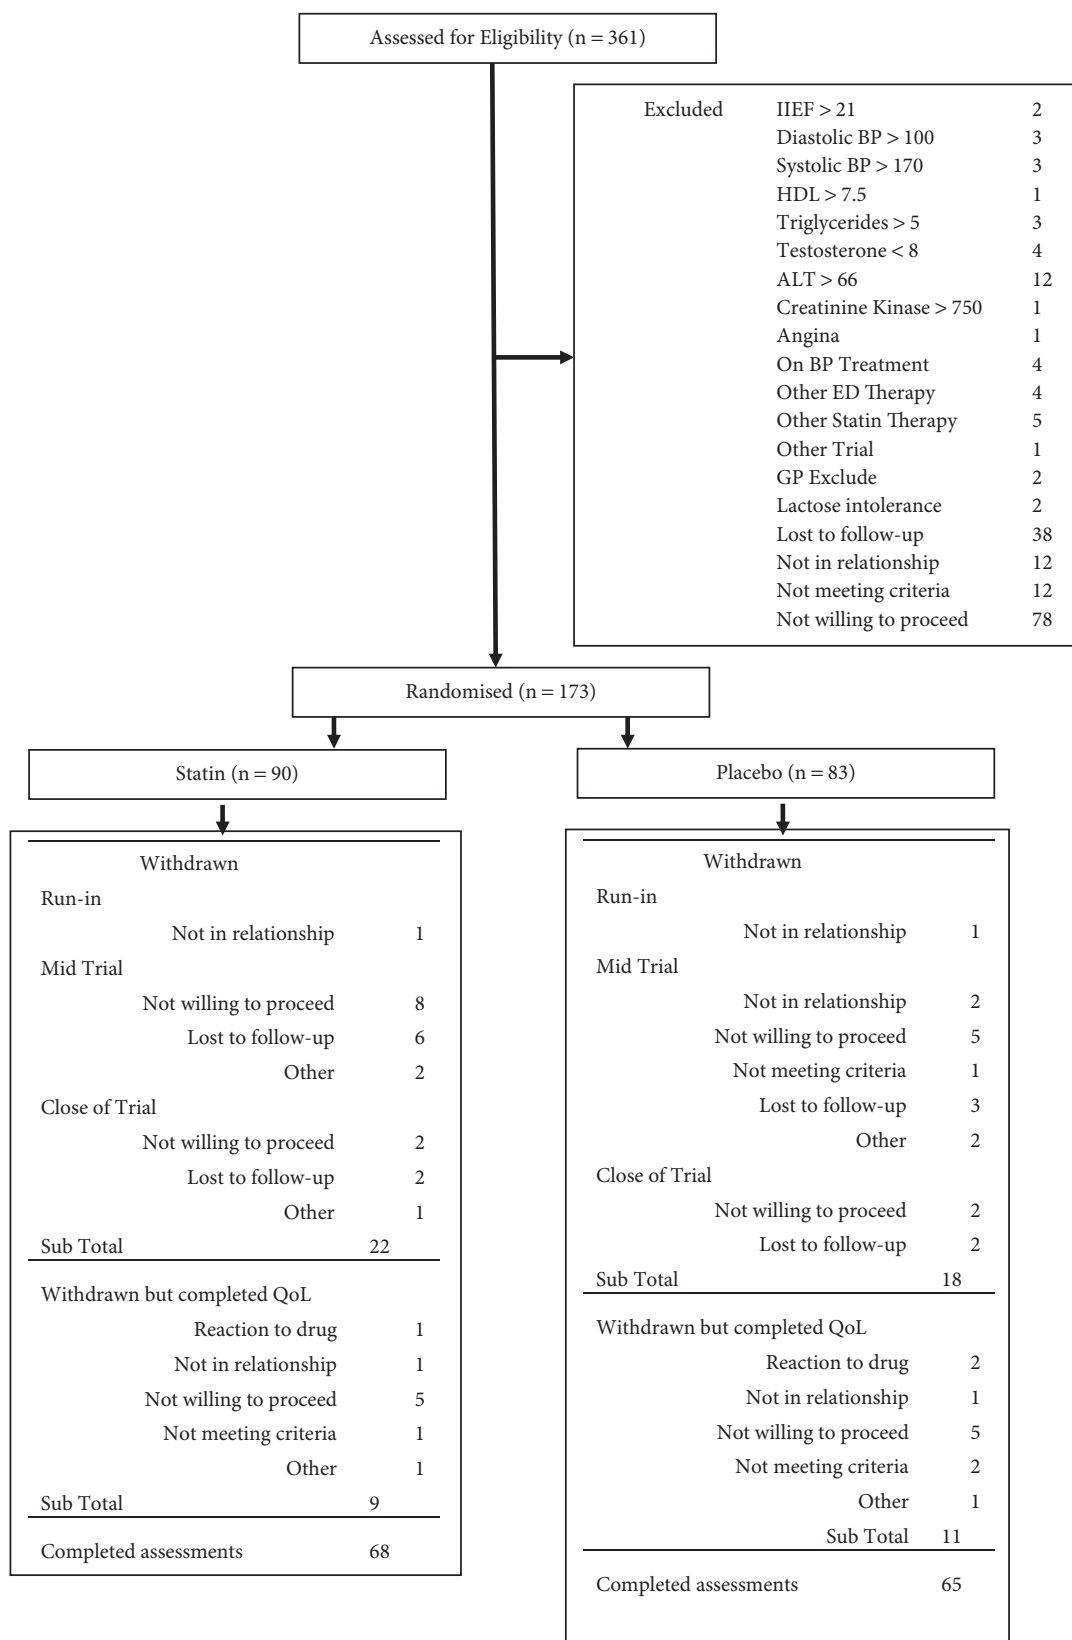 Assessed for Eligibility (n = 361)
Excluded IIEF > 21 2
Diastolic BP > 100 3
Systolic BP > 170 3
HDL > 7.5 1
Triglycerides > 5 3
Testosterone < 8 4
ALT > 66 12
Creatinine Kinase > 750 1
Angina 1
On BP Treatment 4
Other ED Therapy 4
Other Statin Therapy 5
Other Trial 1
GP Exclude 2
Lactose intolerance 2
Lost to follow-up 38
Not in relationship 12
Not meeting criteria 12
Not willing to proceed 78
Randomised (n = 173)
Statin (n = 90)
Withdrawn
Run-in
Not in relationship 1
Mid Trial
Not willing to proceed 8
Lost to follow-up 6
Other 2
Close of Trial
Not willing to proceed 2
Lost to follow-up 2
Other 1
Sub Total 22
Withdrawn but completed QoL
Reaction to drug 1
Not in relationship 1
Not willing to proceed 5
Not meeting criteria 1
Other 1
Sub Total 9
Completed assessments 68
Placebo (n = 83)
Withdrawn
Run-in
Not in relationship 1
Mid Trial
Not in relationship 2
Not willing to proceed 5
Not meeting criteria 1
Lost to follow-up 3
Other 2
Close of Trial
Not willing to proceed 2
Lost to follow-up 2
Sub Total 18
Withdrawn but completed QoL
Reaction to drug 2
Not in relationship 1
Not willing to proceed 5
Not meeting criteria 2
Other 1
Sub Total 11
Completed assessments 65